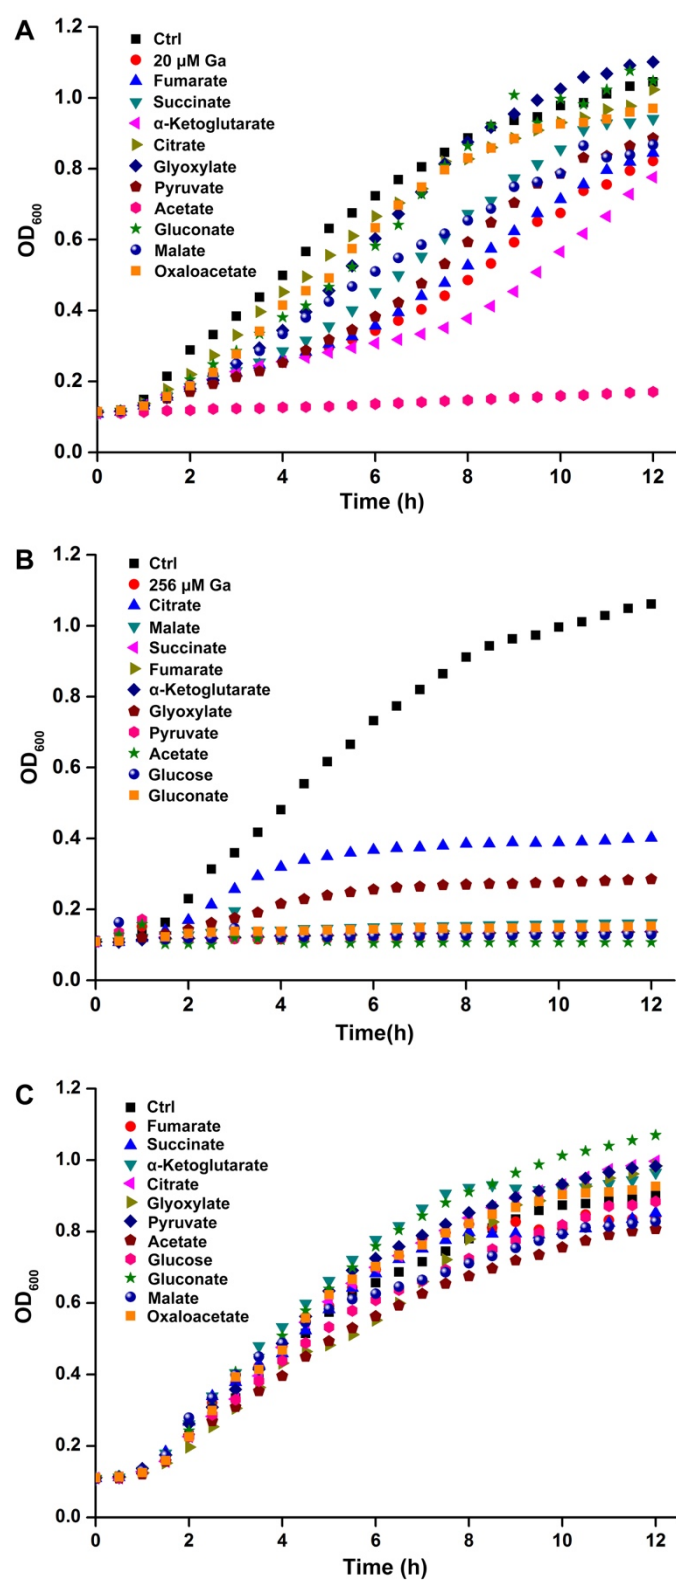 A
1.2
1.0
0.8
0.6
0.4
0.2
0.0
OD600
Ctrl
20 μM Ga
Fumarate
Succinate
α-Ketoglutarate
Citrate
Glyoxylate
Pyruvate
Acetate
Gluconate
Malate
Oxaloacetate
0 2 4 6 8 10 12
Time (h)
B
1.2
1.0
0.8
0.6
0.4
0.2
0.0
OD600
Ctrl
256 μM Ga
Citrate
Malate
Succinate
Fumarate
α-Ketoglutarate
Glyoxylate
Pyruvate
Acetate
Glucose
Gluconate
0 2 4 6 8 10 12
Time(h)
C
1.2
1.0
0.8
0.6
0.4
0.2
0.0
OD600
Ctrl
Fumarate
Succinate
α-Ketoglutarate
Citrate
Glyoxylate
Pyruvate
Acetate
Glucose
Gluconate
Malate
Oxaloacetate
0 2 4 6 8 10 12
Time (h)